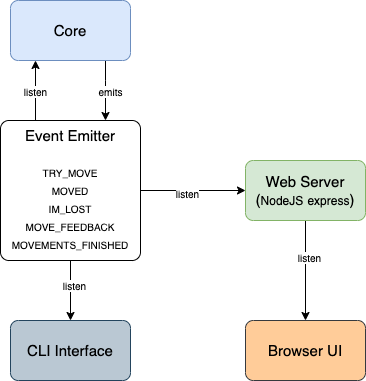 Core
listen
emits
Event Emitter
TRY_MOVE
MOVED
IM_LOST
MOVE_FEEDBACK
MOVEMENTS_FINISHED
listen
Web Server
(NodeJS express)
listen
listen
CLI Interface
Browser UI